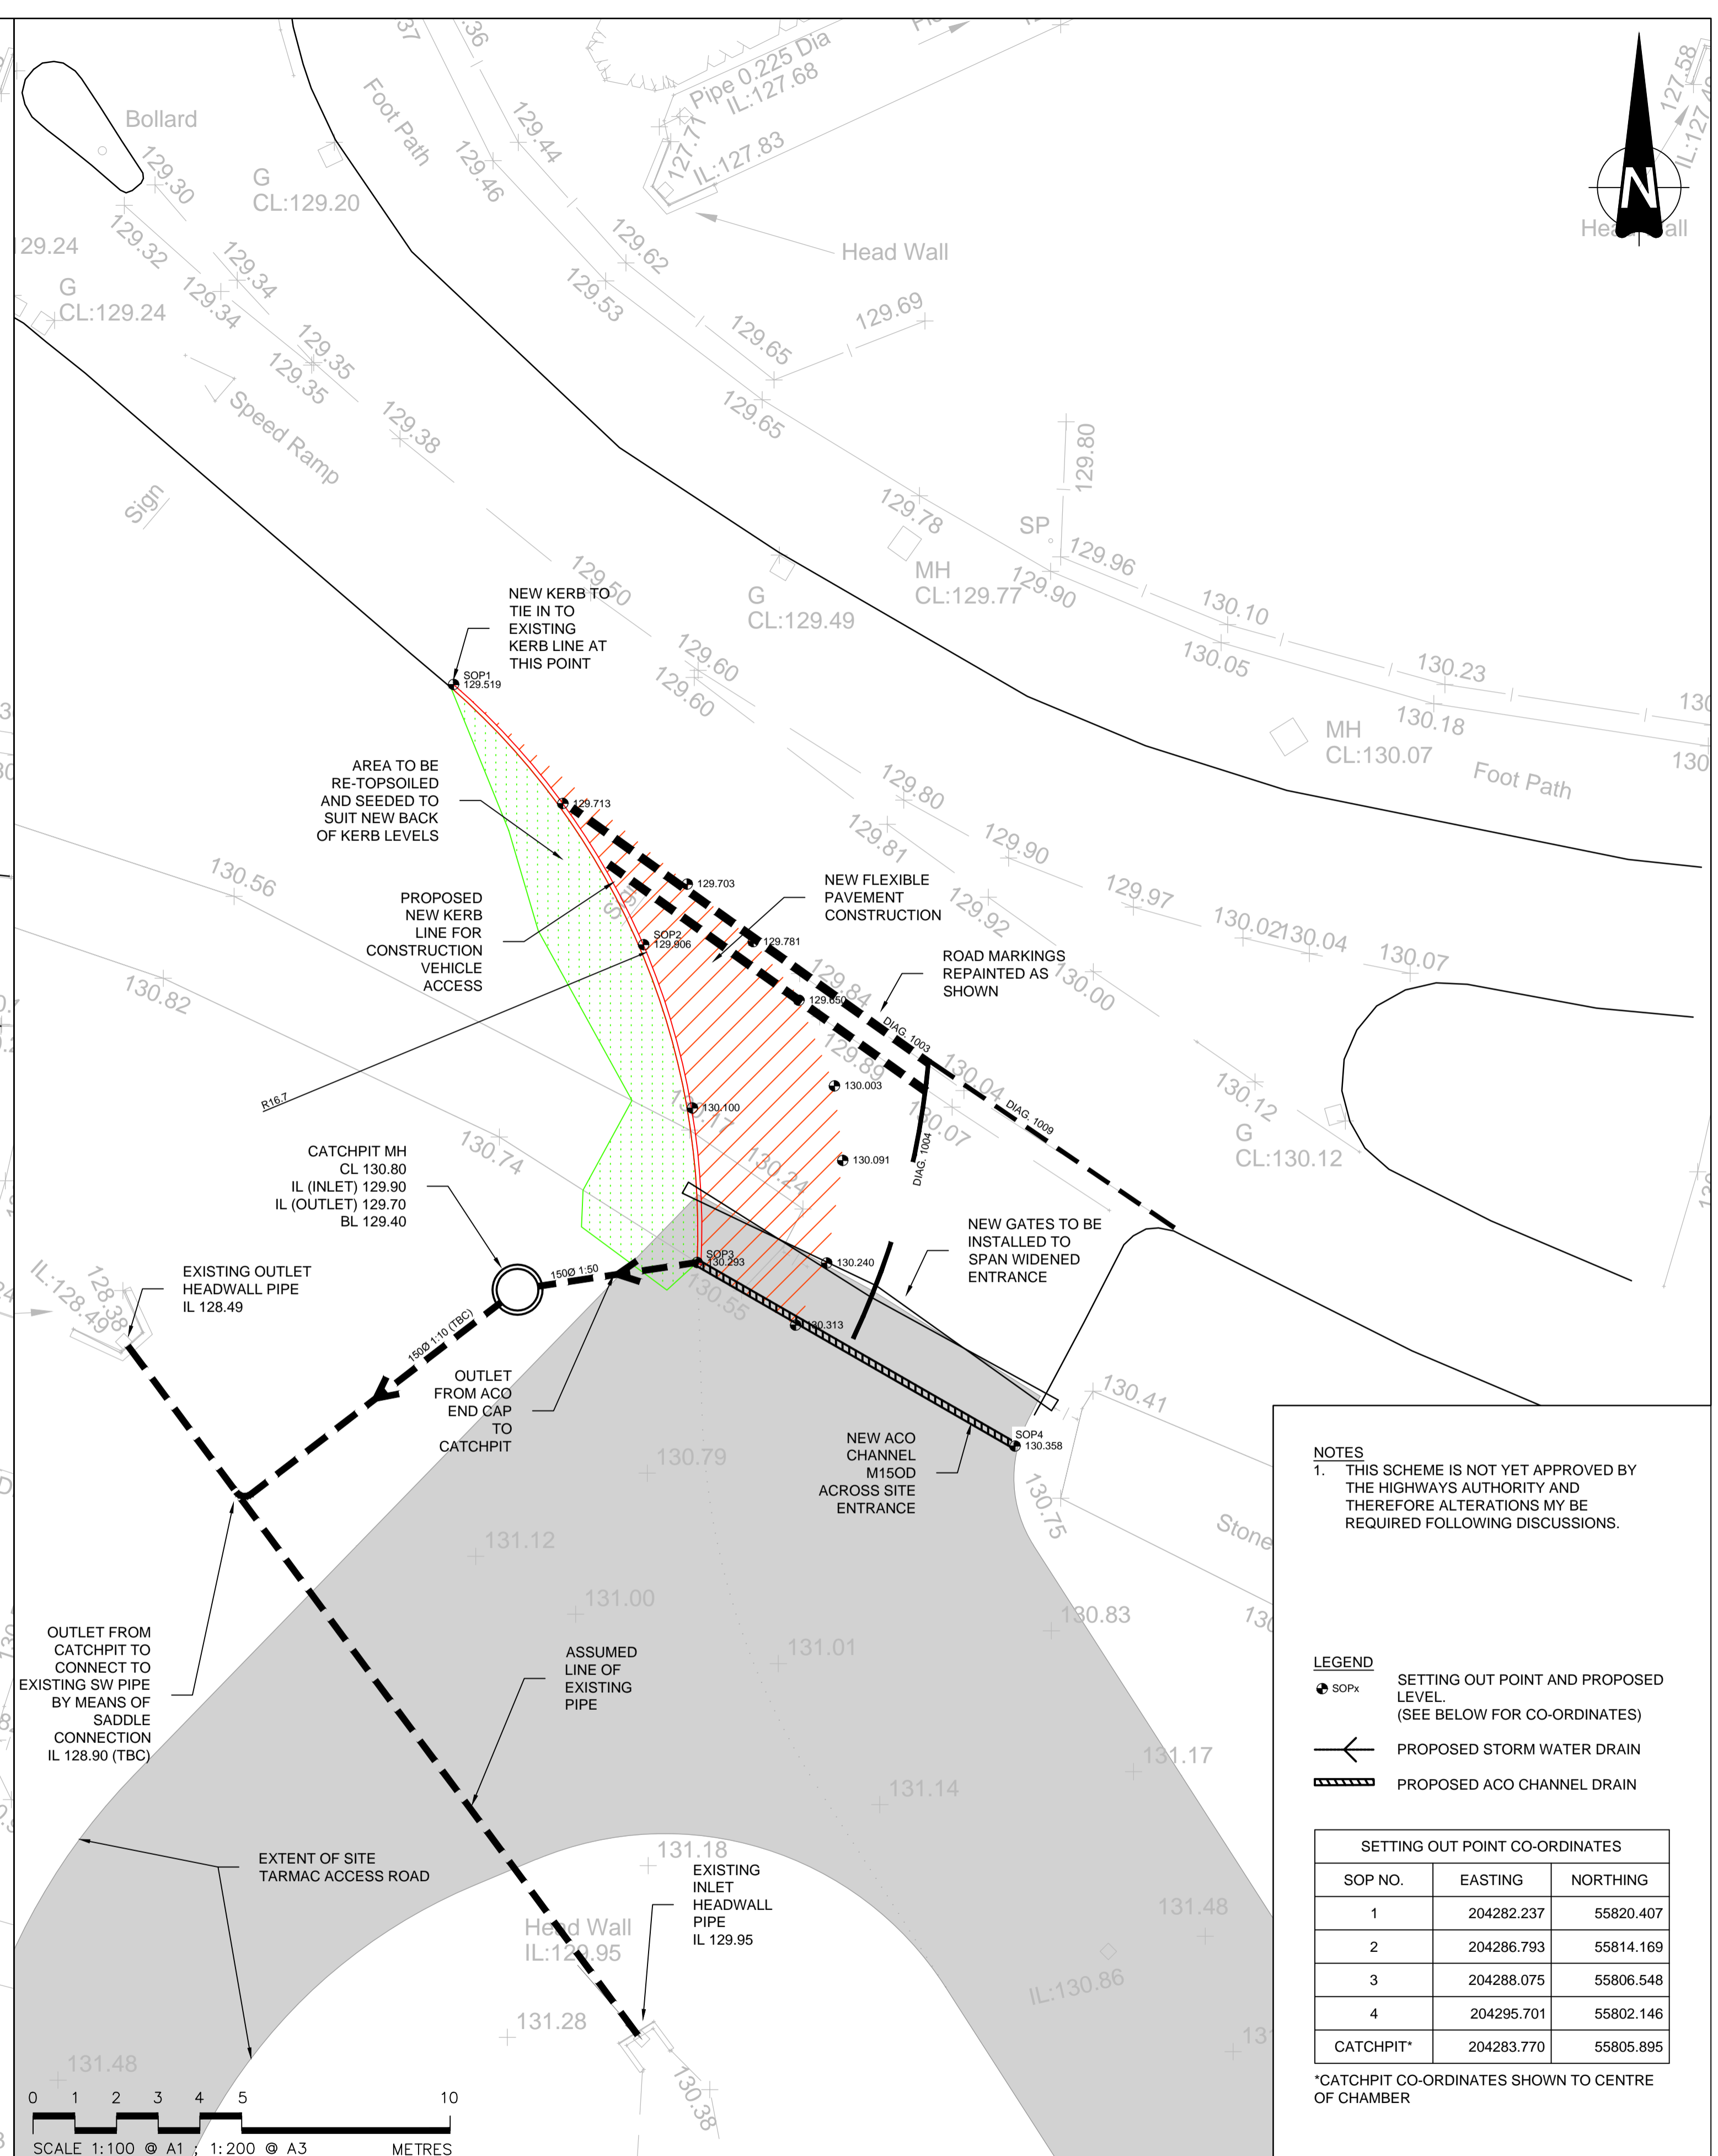 37
.36
Foot Path
Pipe 0.225 Dia
IL:127.68
127.71
IL:127.83
127.58
N
Bollard
129.30
G
CL:129.20
129.44
129.46
129.32
129.34
129.34
29.24
G
CL:129.24
129.62
129.53
Head Wall
129.69
129.35
129.35
129.65
129.65
Speed Ramp
129.38
129.80
Sign
129.78
SP
129.96
MH
CL:129.77
129.90
129.50
G
CL:129.49
NEW KERB TO
TIE IN TO
EXISTING
KERB LINE AT
THIS POINT
130.10
130.05
129.60
129.60
130.23
130.18
SOP1
129.519
MH
CL:130.07
Foot Path
130
AREA TO BE
RE-TOPSOILED
AND SEEDED TO
SUIT NEW BACK
OF KERB LEVELS
129.713
129.80
129.81
129.90
130.56
129.703
PROPOSED
NEW KERB
LINE FOR
CONSTRUCTION
VEHICLE
ACCESS
NEW FLEXIBLE
PAVEMENT
CONSTRUCTION
129.92
129.97
130.02
130.04
130.07
SOP2
129.906
129.781
ROAD MARKINGS
REPAINTED AS
SHOWN
130.00
130.82
129.84
129.650
DIAG. 1003
129.89
130.04
130.12
R16.7
130.003
130.100
130.17
130.07
DIAG. 1009
G
CL:130.12
130.74
130.091
DIAG. 1004
130.24
CATCHPIT MH
CL 130.80
IL (INLET) 129.90
IL (OUTLET) 129.70
BL 129.40
NEW GATES TO BE
INSTALLED TO
SPAN WIDENED
ENTRANCE
IL:128.49
128.38
EXISTING OUTLET
HEADWALL PIPE
IL 128.49
150Ø 1:50
SOP3
130.293
130.240
130.55
150Ø 1:10 (TBC)
130.313
OUTLET
FROM ACO
END CAP
TO
CATCHPIT
130.41
NEW ACO
CHANNEL
M15OD
ACROSS SITE
ENTRANCE
SOP4
130.358
130.79
130.75
Stone
131.12
131.00
131.01
130.83
OUTLET FROM
CATCHPIT TO
CONNECT TO
EXISTING SW PIPE
BY MEANS OF
SADDLE
CONNECTION
IL 128.90 (TBC)
ASSUMED
LINE OF
EXISTING
PIPE
131.17
131.14
EXTENT OF SITE
TARMAC ACCESS ROAD
131.18
EXISTING
INLET
HEADWALL
PIPE
IL 129.95
Head Wall
IL:129.95
131.48
IL:130.86
131.28
130.38
131.48
0 1 2 3 4 5 10
SCALE 1:100 @ A1 ; 1:200 @ A3 METRES
NOTES
1. THIS SCHEME IS NOT YET APPROVED BY
THE HIGHWAYS AUTHORITY AND
THEREFORE ALTERATIONS MY BE
REQUIRED FOLLOWING DISCUSSIONS.
LEGEND
SOPx SETTING OUT POINT AND PROPOSED
LEVEL.
(SEE BELOW FOR CO-ORDINATES)
PROPOSED STORM WATER DRAIN
PROPOSED ACO CHANNEL DRAIN
SETTING OUT POINT CO-ORDINATES
SOP NO. EASTING NORTHING
1 204282.237 55820.407
2 204286.793 55814.169
3 204288.075 55806.548
4 204295.701 55802.146
CATCHPIT* 204283.770 55805.895
*CATCHPIT CO-ORDINATES SHOWN TO CENTRE
OF CHAMBER